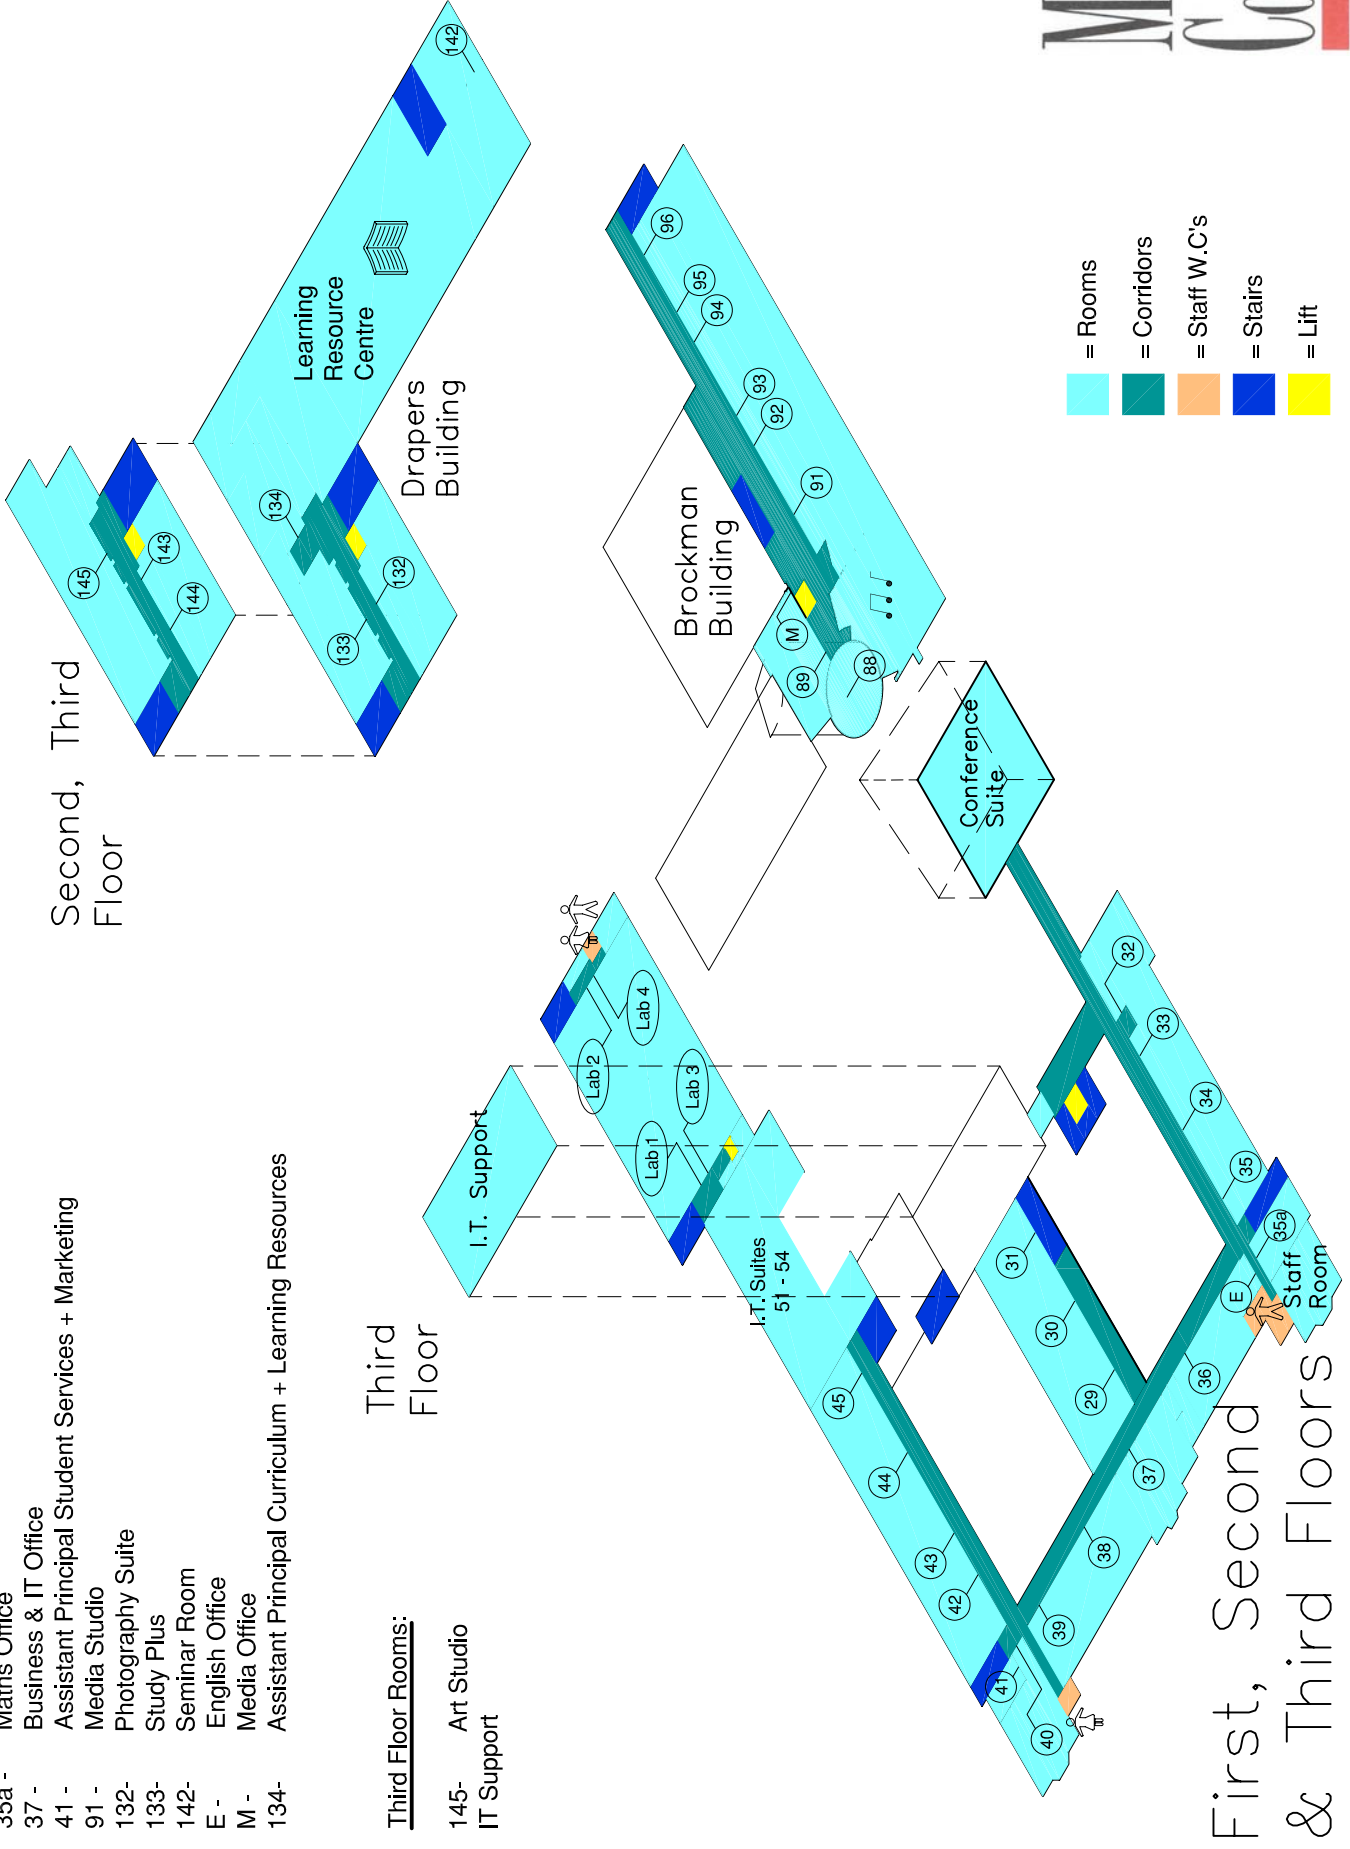 35a - Maths Office
37 - Business & IT Office
41 - Assistant Principal Student Services + Marketing
91 - Media Studio
132- Photography Suite
133- Study Plus
142- Seminar Room
E - English Office
M - Media Office
134- Assistant Principal Curriculum + Learning Resources
Third Floor Rooms:
145- Art Studio
IT Support
Second, Third
Floor
145
143
144
134
133
132
142
Learning
Resource
Centre
Drapers
Building
Third
Floor
I.T. Support
Lab 1
Lab 2
Lab 3
Lab 4
I.T. Suites
51 - 54
Brockman
Building
96
95
94
93
92
91
M
89
88
Conference
Suite
45
44
43
42
41
40
39
38
37
36
31
30
29
32
33
34
35
35a
E
Staff
Room
First, Second
& Third Floors
= Rooms
= Corridors
= Staff W.C's
= Stairs
= Lift